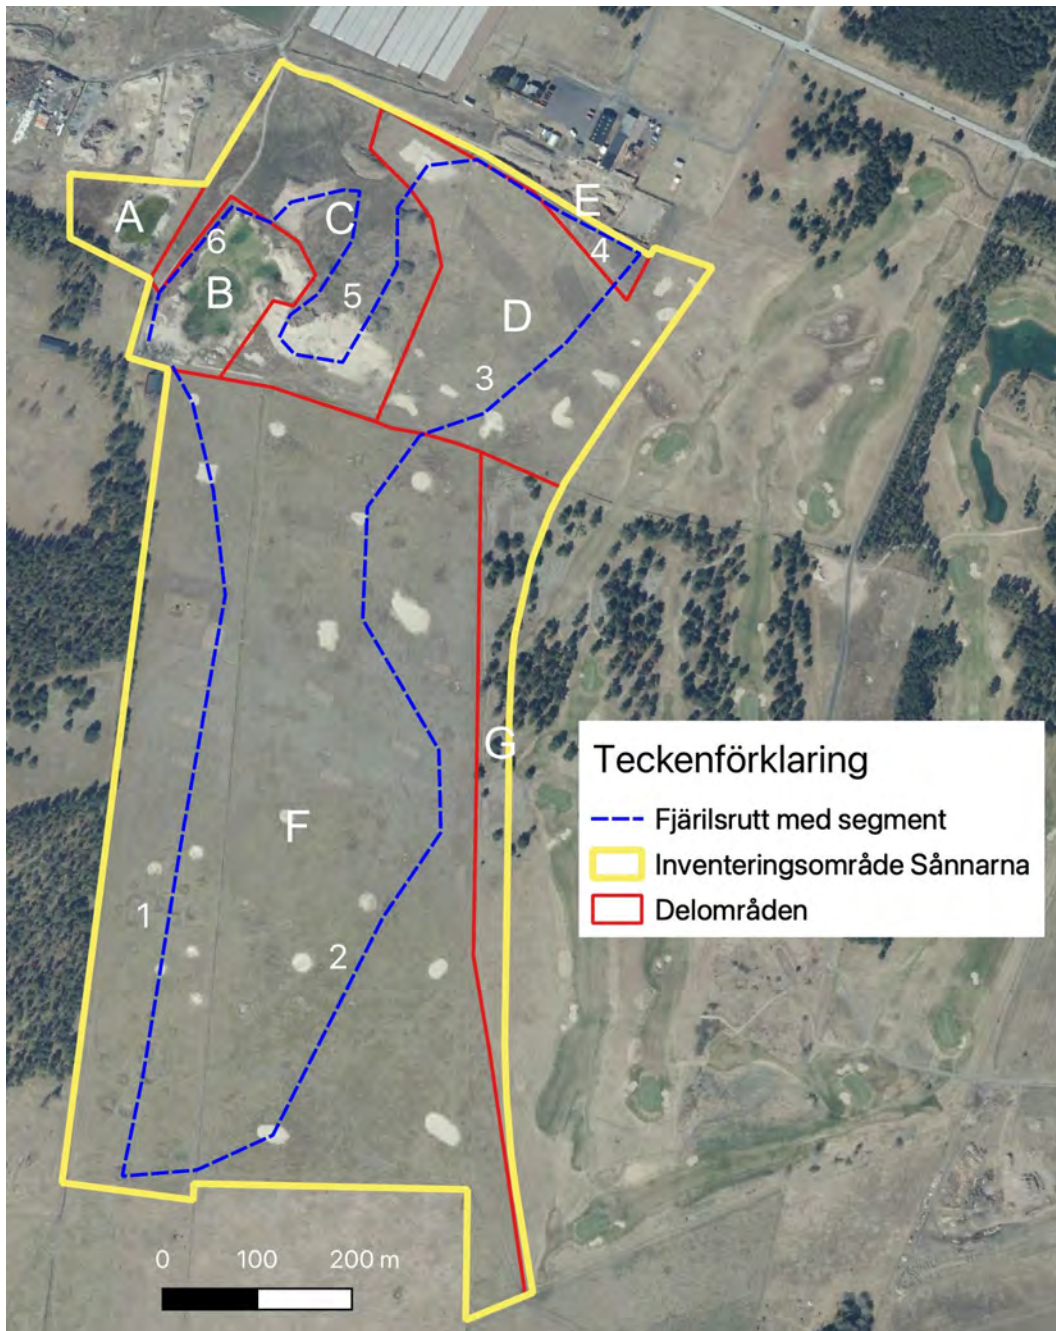 A
B
C
D
E
F
G
1
2
3
4
5
6
Teckenförklaring
Fjärilsrutt med segment
Inventeringsområde Sånnarna
Delområden
0 100 200 m